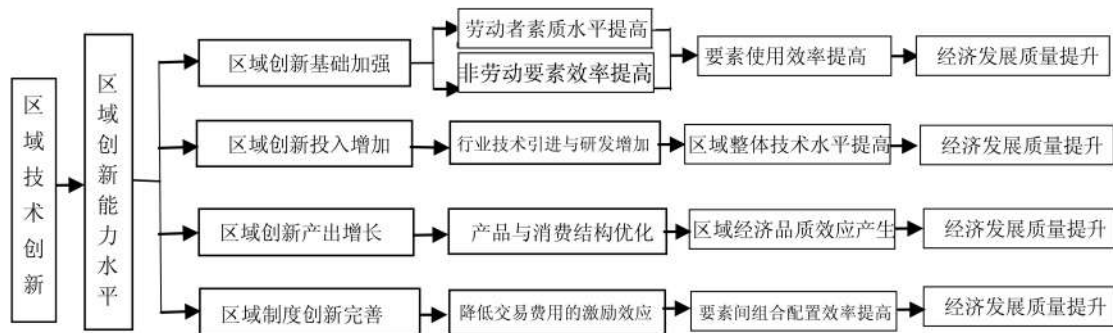 区域技术创新
区域创新能力水平
区域创新基础加强
劳动者素质水平提高
非劳动要素效率提高
要素使用效率提高
经济发展质量提升
区域创新投入增加
行业技术引进与研发增加
区域整体技术水平提高
经济发展质量提升
区域创新产出增长
产品与消费结构优化
区域经济品质效应产生
经济发展质量提升
区域制度创新完善
降低交易费用的激励效应
要素间组合配置效率提高
经济发展质量提升